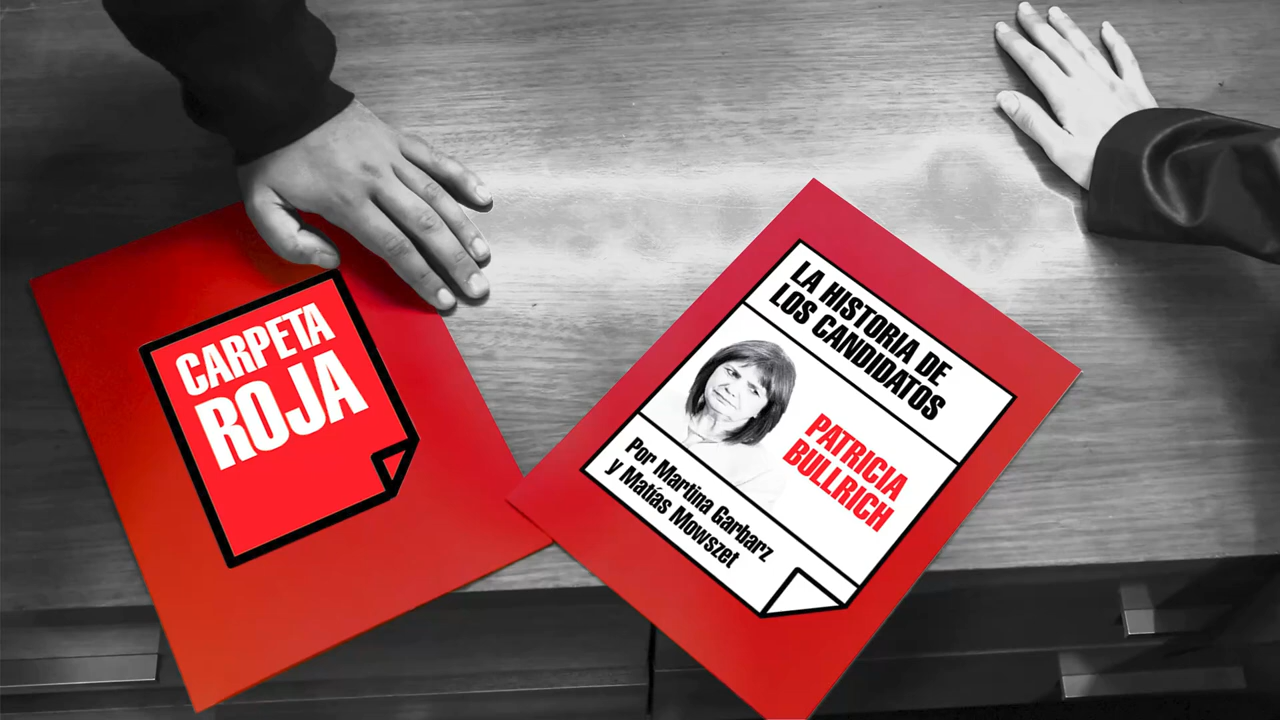 CARPETA
ROJA
LA HISTORIA DE
LOS CANDIDATOS
PATRICIA
BULLRICH
Por Martina Garbarz
y Matías Mowszet